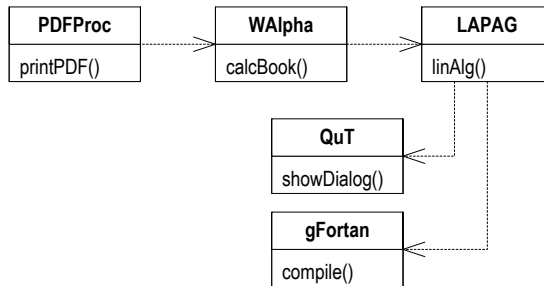 PDFProc
printPDF()
WAlpha
calcBook()
LAPAG
linAlg()
QuT
showDialog()
gFortan
compile()